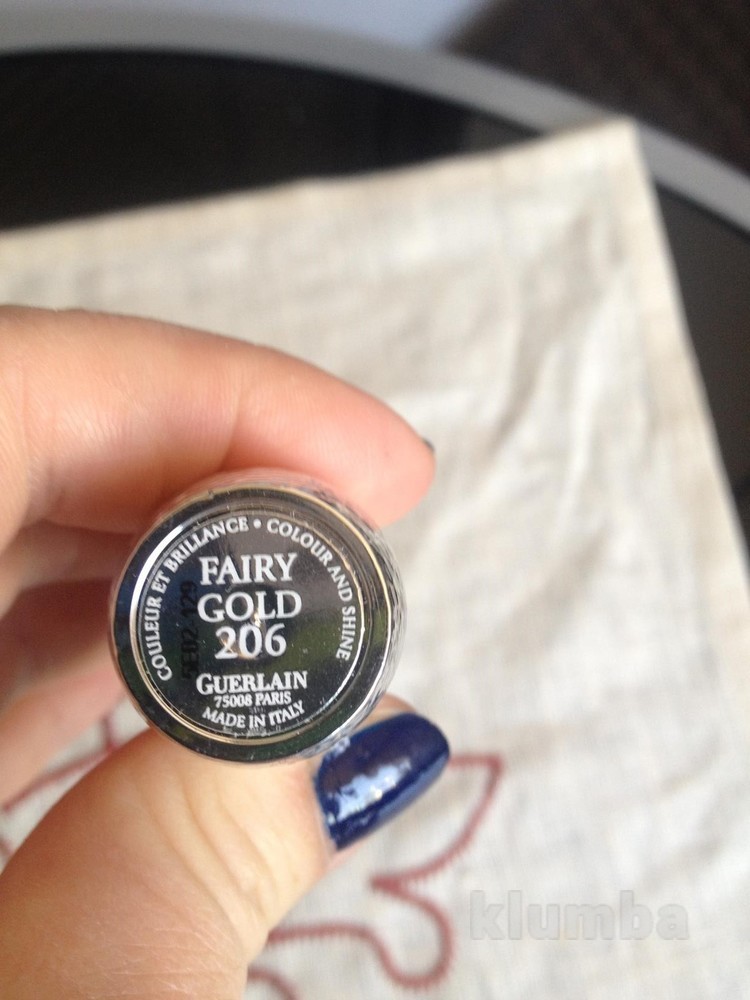 COULEUR ET BRILLANCE • COLOUR AND SHINE
FAIRY
GOLD
206
GUERLAIN
75008 PARIS
MADE IN ITALY
klumba